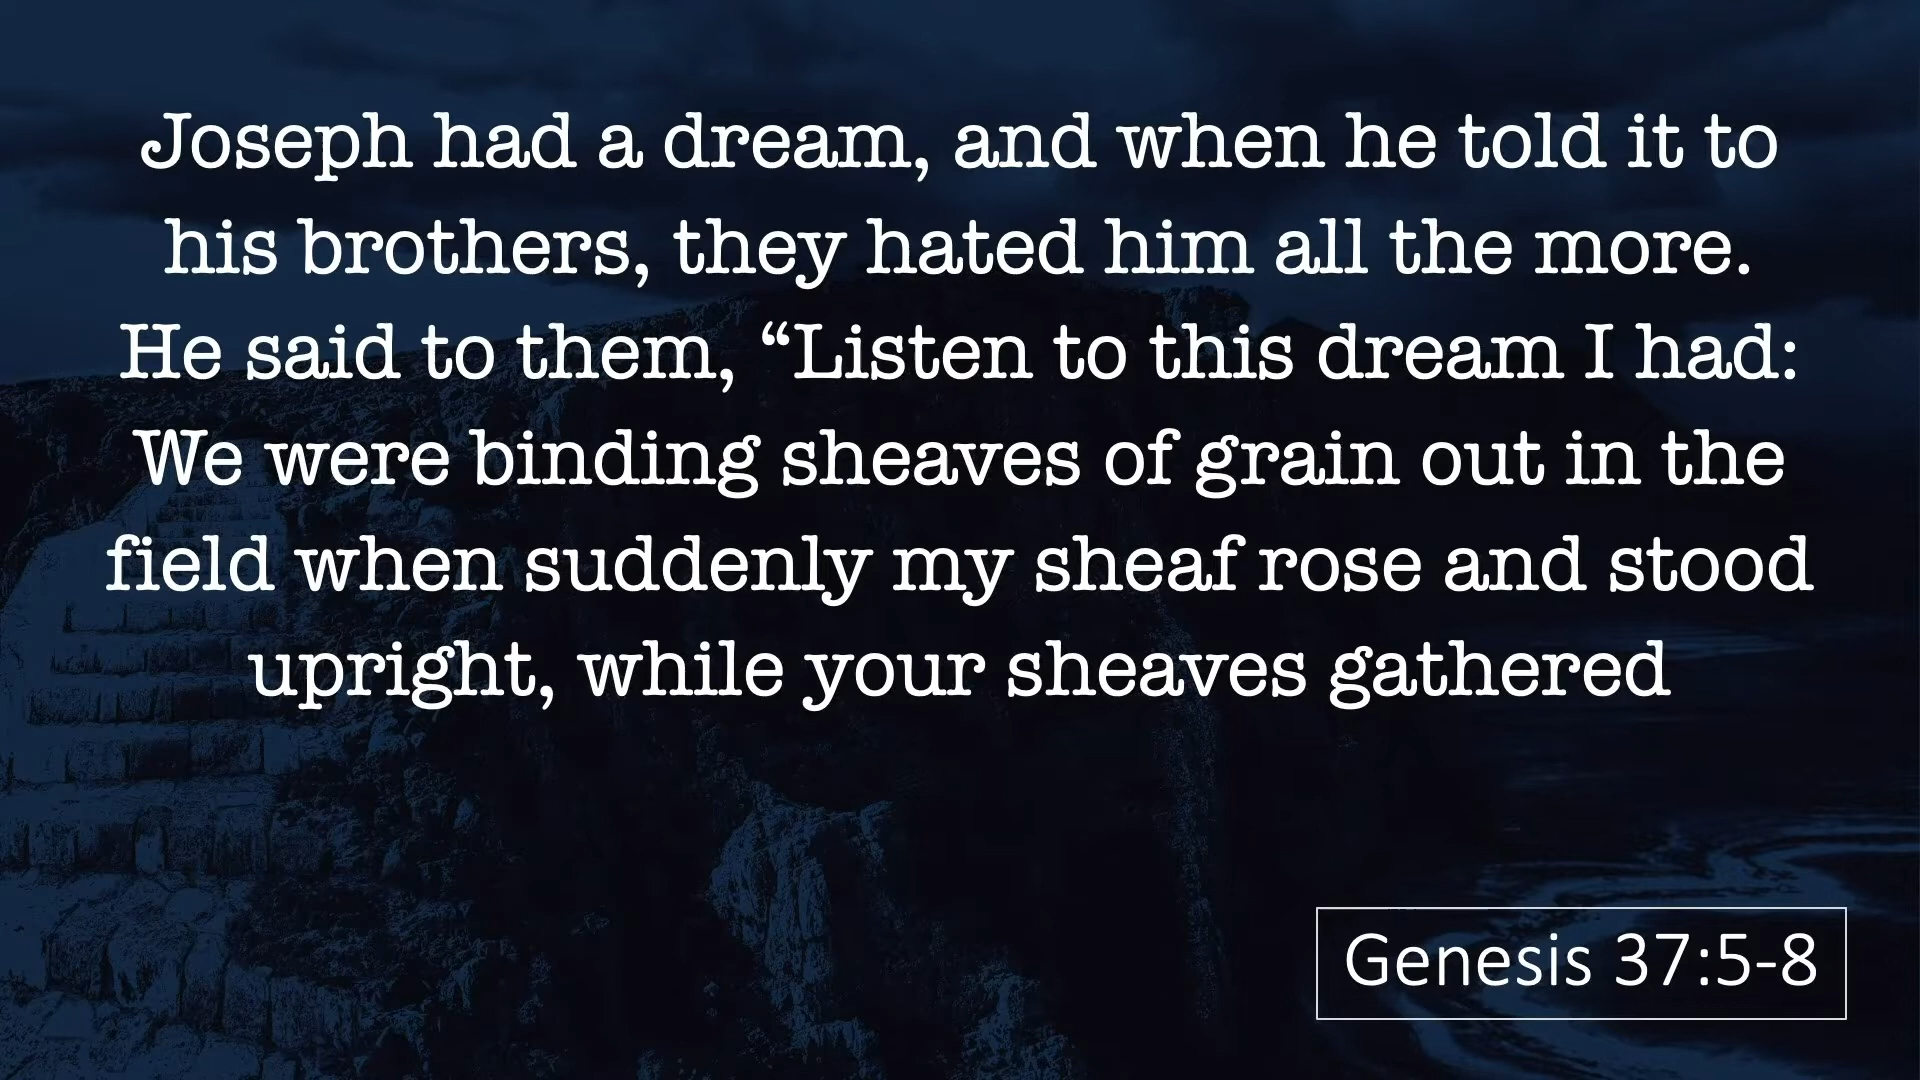 Joseph had a dream, and when he told it to
his brothers, they hated him all the more.
He said to them, “Listen to this dream I had:
We were binding sheaves of grain out in the
field when suddenly my sheaf rose and stood
upright, while your sheaves gathered
Genesis 37:5-8